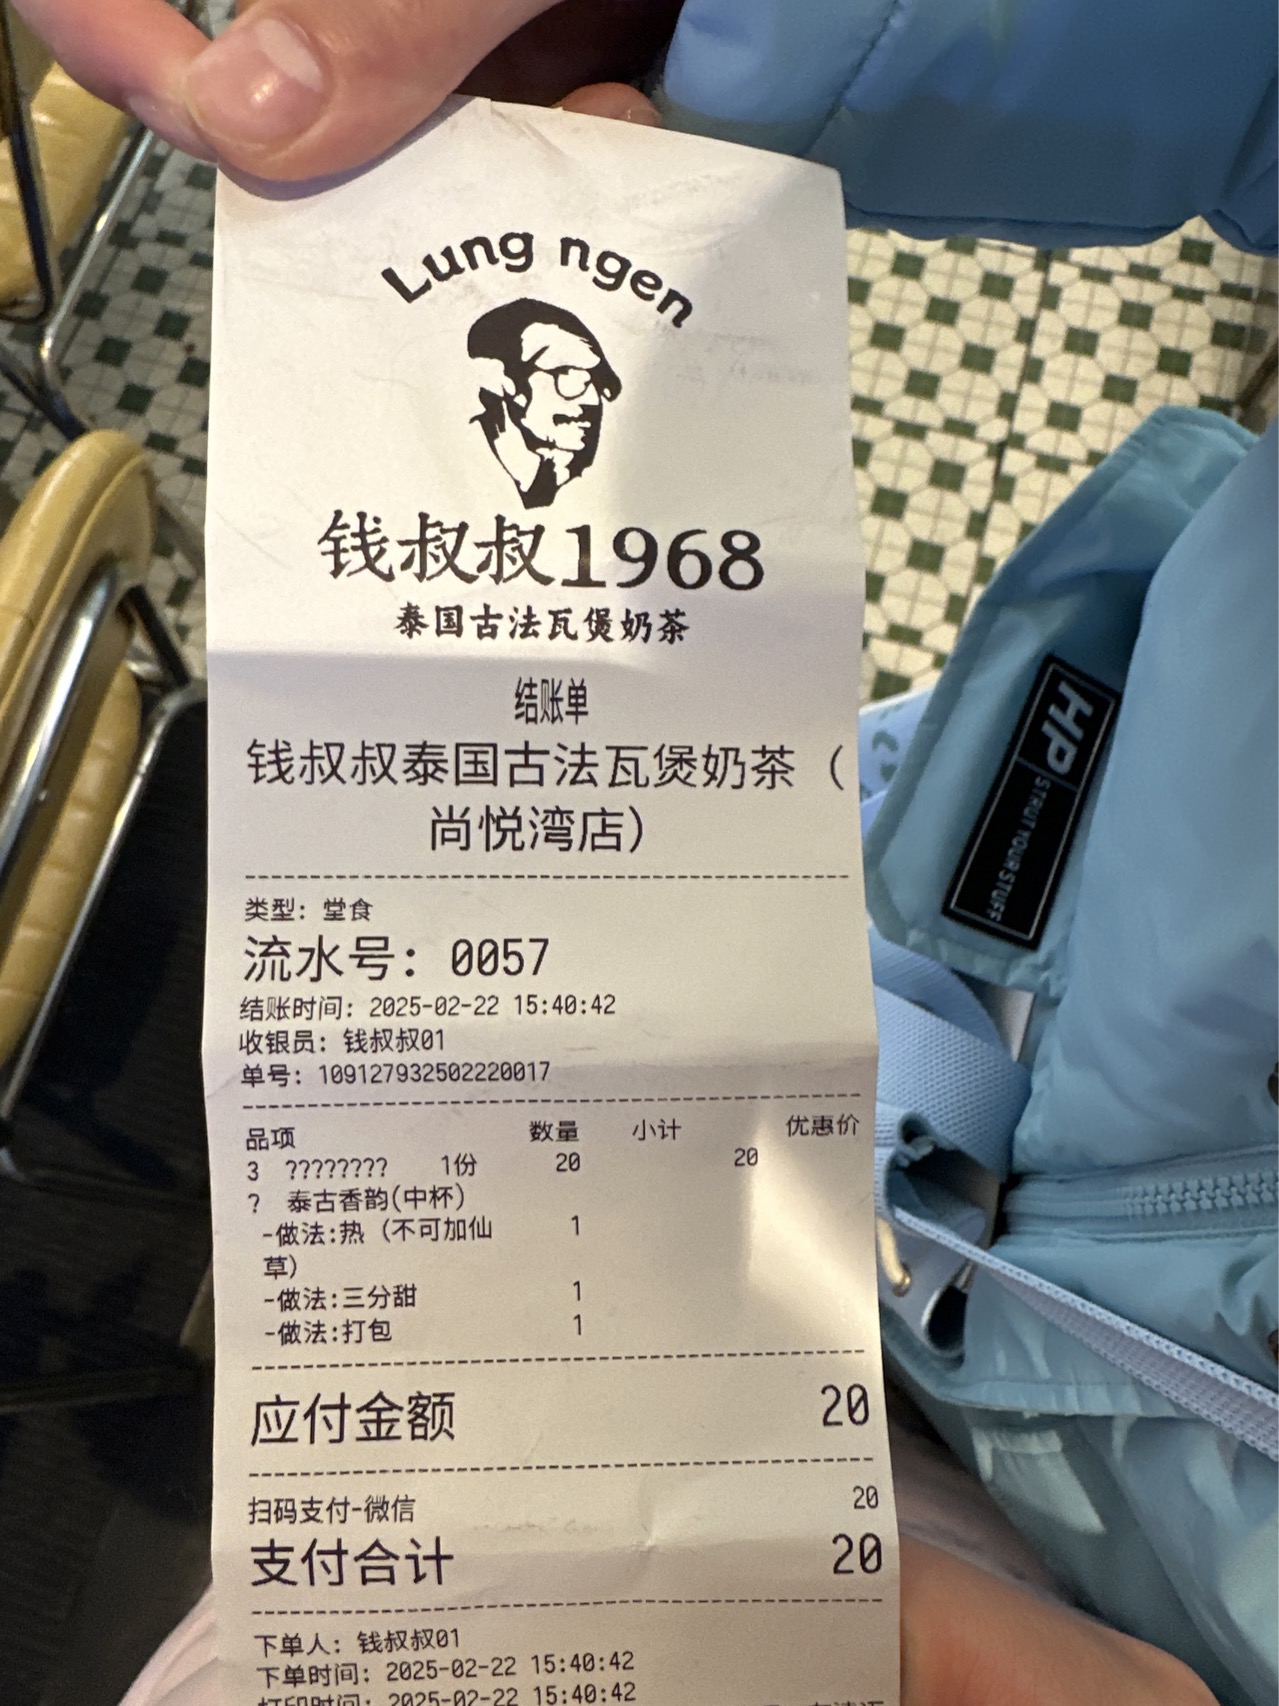 Lung ngen
钱叔叔1968
泰国古法瓦煲奶茶
结账单
钱叔叔泰国古法瓦煲奶茶（
尚悦湾店）
类型: 堂食
流水号: 0057
结账时间: 2025-02-22 15:40:42
收银员: 钱叔叔01
单号: 109127932502220017
品项 数量 小计 优惠价
3 ???????? 1份 20 20
? 泰古香韵(中杯)
-做法:热（不可加仙 1
草）
-做法:三分甜 1
-做法:打包 1
应付金额 20
扫码支付-微信 20
支付合计 20
下单人: 钱叔叔01
下单时间: 2025-02-22 15:40:42
打印时间: 2025-02-22 15:40:42
HP
STRUT YOUR STUFF